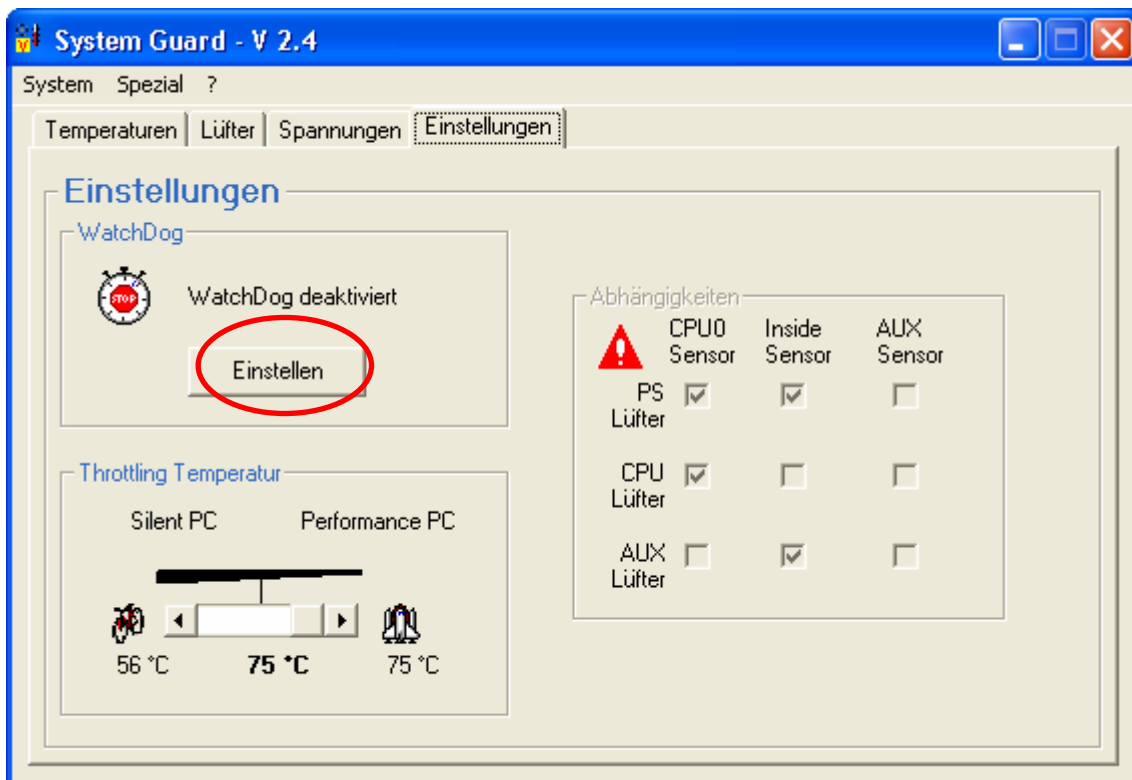 System Guard - V 2.4
System Spezial ?
Temperaturen Lüfter Spannungen Einstellungen
Einstellungen
WatchDog
STOP
WatchDog deaktiviert
Einstellen
Throttling Temperatur
Silent PC Performance PC
56 °C 75 °C 75 °C
Abhängigkeiten
CPU0 Sensor Inside Sensor AUX Sensor
PS Lüfter
CPU Lüfter
AUX Lüfter